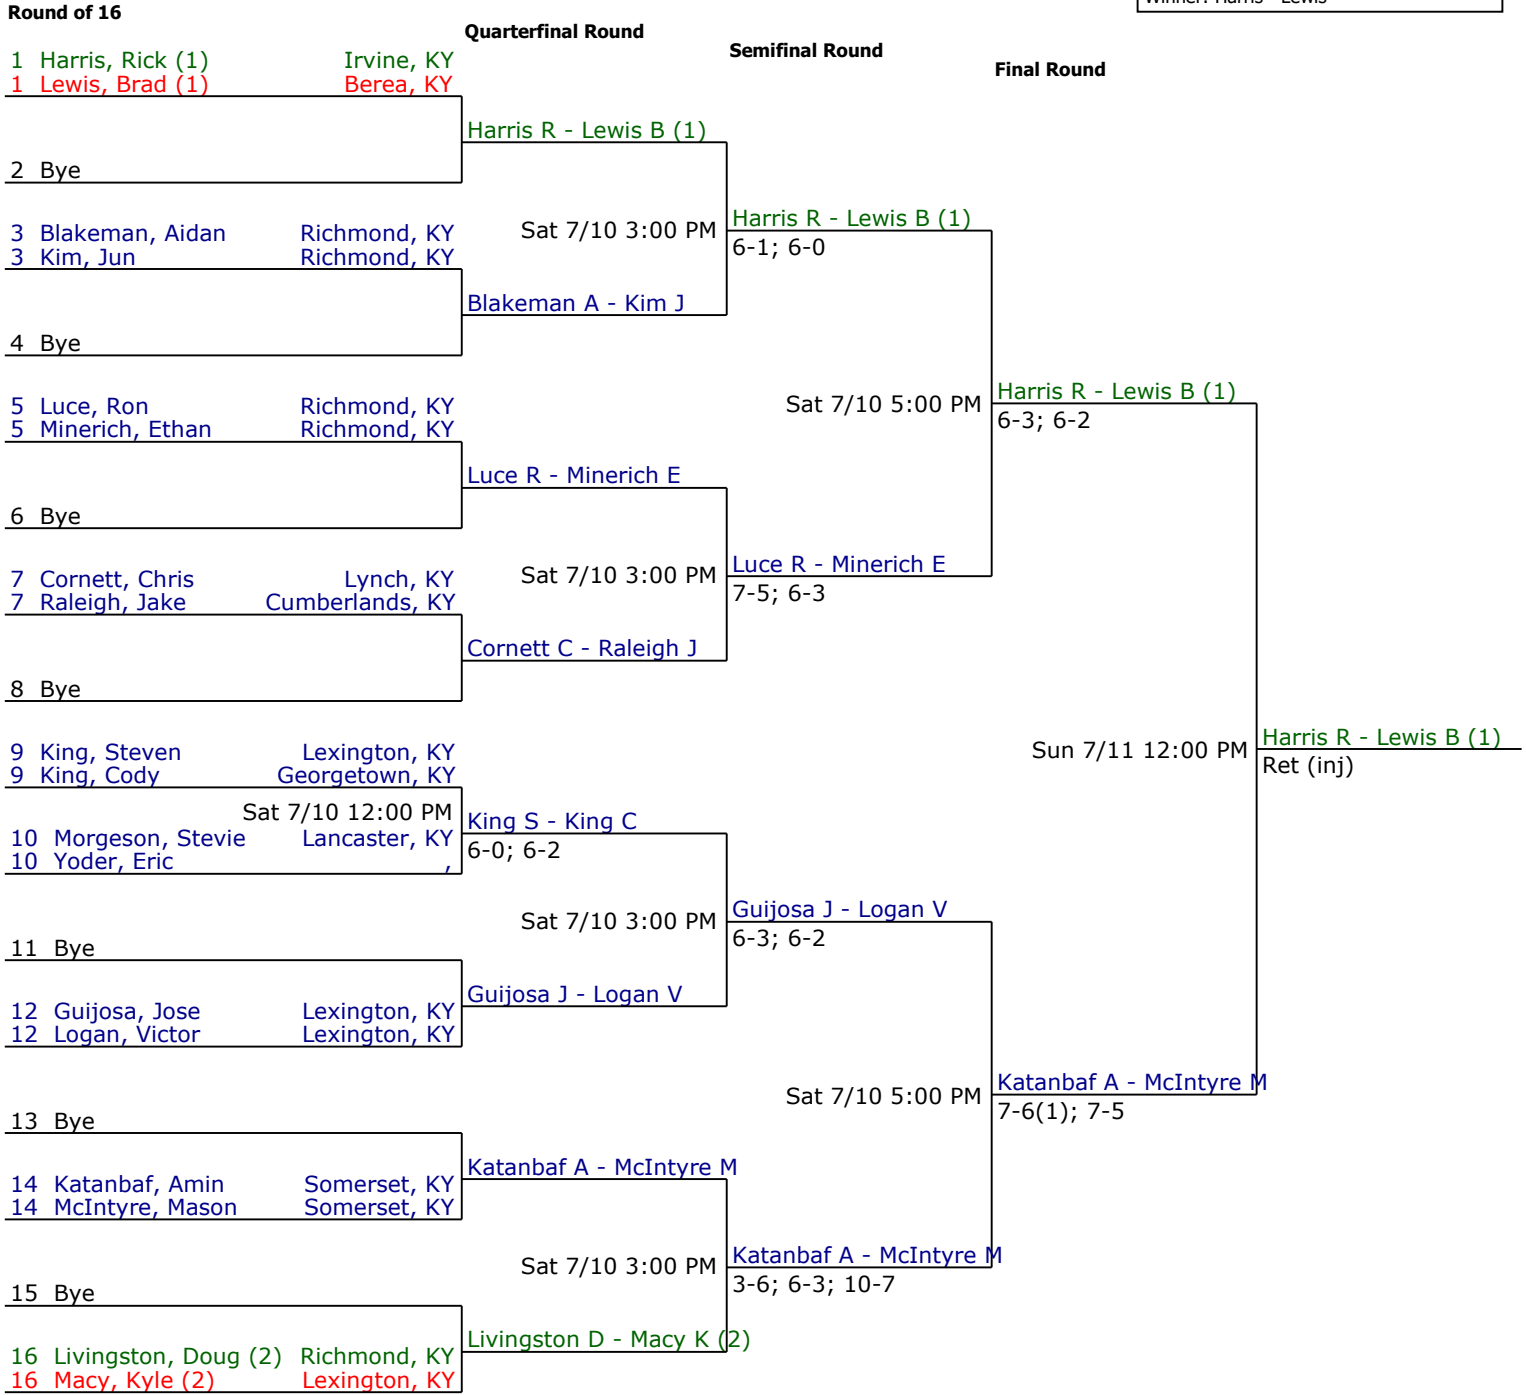 Winner: Harris - Lewis
Round of 16
Quarterfinal Round
Semifinal Round
Final Round
1 Harris, Rick (1) Irvine, KY
1 Lewis, Brad (1) Berea, KY
Harris R - Lewis B (1)
2 Bye
Sat 7/10 3:00 PM
Harris R - Lewis B (1)
6-1; 6-0
3 Blakeman, Aidan Richmond, KY
3 Kim, Jun Richmond, KY
Blakeman A - Kim J
4 Bye
Sat 7/10 5:00 PM
Harris R - Lewis B (1)
6-3; 6-2
5 Luce, Ron Richmond, KY
5 Minerich, Ethan Richmond, KY
Luce R - Minerich E
6 Bye
Sat 7/10 3:00 PM
Luce R - Minerich E
7-5; 6-3
7 Cornett, Chris Lynch, KY
7 Raleigh, Jake Cumberlands, KY
Cornett C - Raleigh J
8 Bye
Sun 7/11 12:00 PM
Harris R - Lewis B (1)
Ret (inj)
9 King, Steven Lexington, KY
9 King, Cody Georgetown, KY
Sat 7/10 12:00 PM
King S - King C
6-0; 6-2
10 Morgeson, Stevie Lancaster, KY
10 Yoder, Eric ,
Sat 7/10 3:00 PM
Guijosa J - Logan V
6-3; 6-2
11 Bye
Guijosa J - Logan V
12 Guijosa, Jose Lexington, KY
12 Logan, Victor Lexington, KY
Sat 7/10 5:00 PM
Katanbaf A - McIntyre M
7-6(1); 7-5
13 Bye
Katanbaf A - McIntyre M
14 Katanbaf, Amin Somerset, KY
14 McIntyre, Mason Somerset, KY
Sat 7/10 3:00 PM
Katanbaf A - McIntyre M
3-6; 6-3; 10-7
15 Bye
Livingston D - Macy K (2)
16 Livingston, Doug (2) Richmond, KY
16 Macy, Kyle (2) Lexington, KY